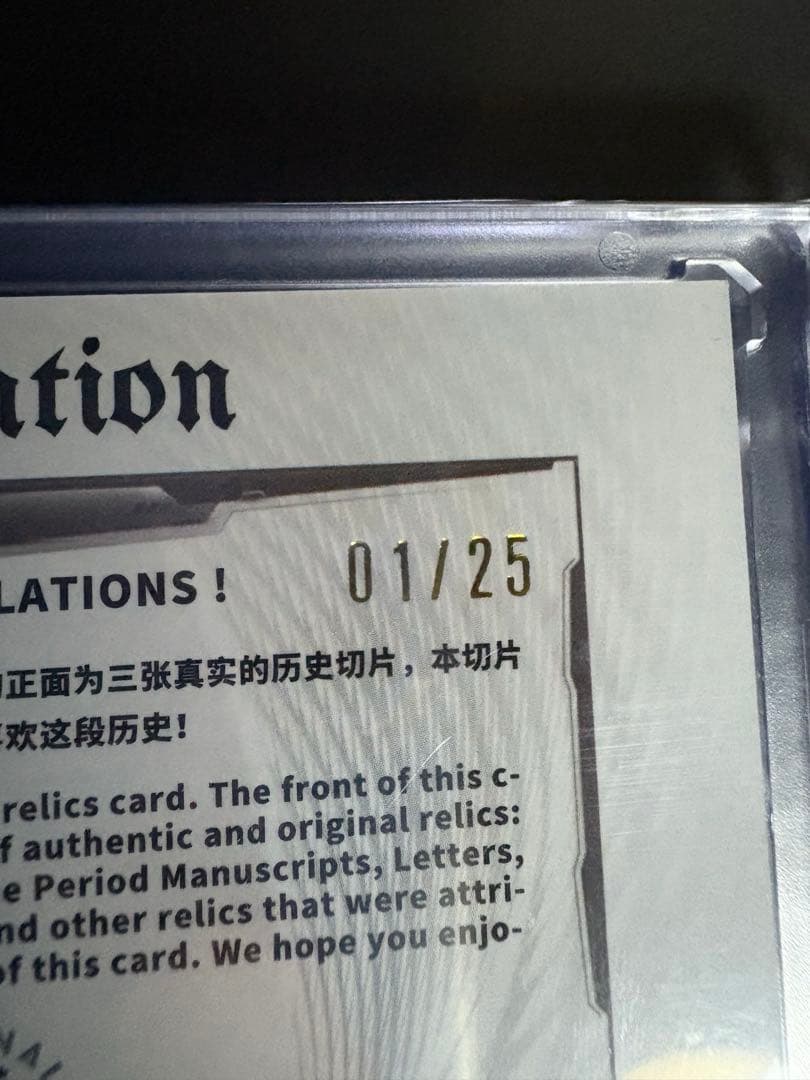 ation
LATIONS !
01/25
正面为三张真实的历史切片，本切片
欢这段历史!
relics card. The front of this c-
f authentic and original relics:
e Period Manuscripts, Letters,
nd other relics that were attri-
of this card. We hope you enjo-
NAL